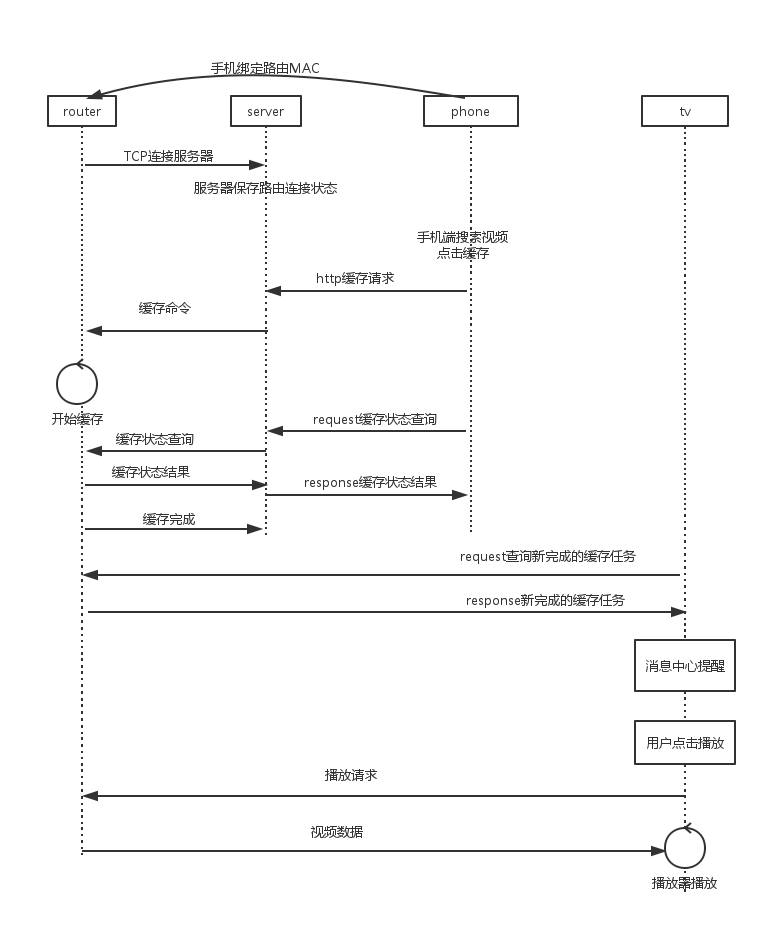 手机绑定路由MAC
router
server
phone
tv
TCP连接服务器
服务器保存路由连接状态
手机端搜索视频
点击缓存
http缓存请求
缓存命令
开始缓存
request缓存状态查询
缓存状态查询
缓存状态结果
response缓存状态结果
缓存完成
request查询新完成的缓存任务
response新完成的缓存任务
消息中心提醒
用户点击播放
播放请求
视频数据
播放器播放